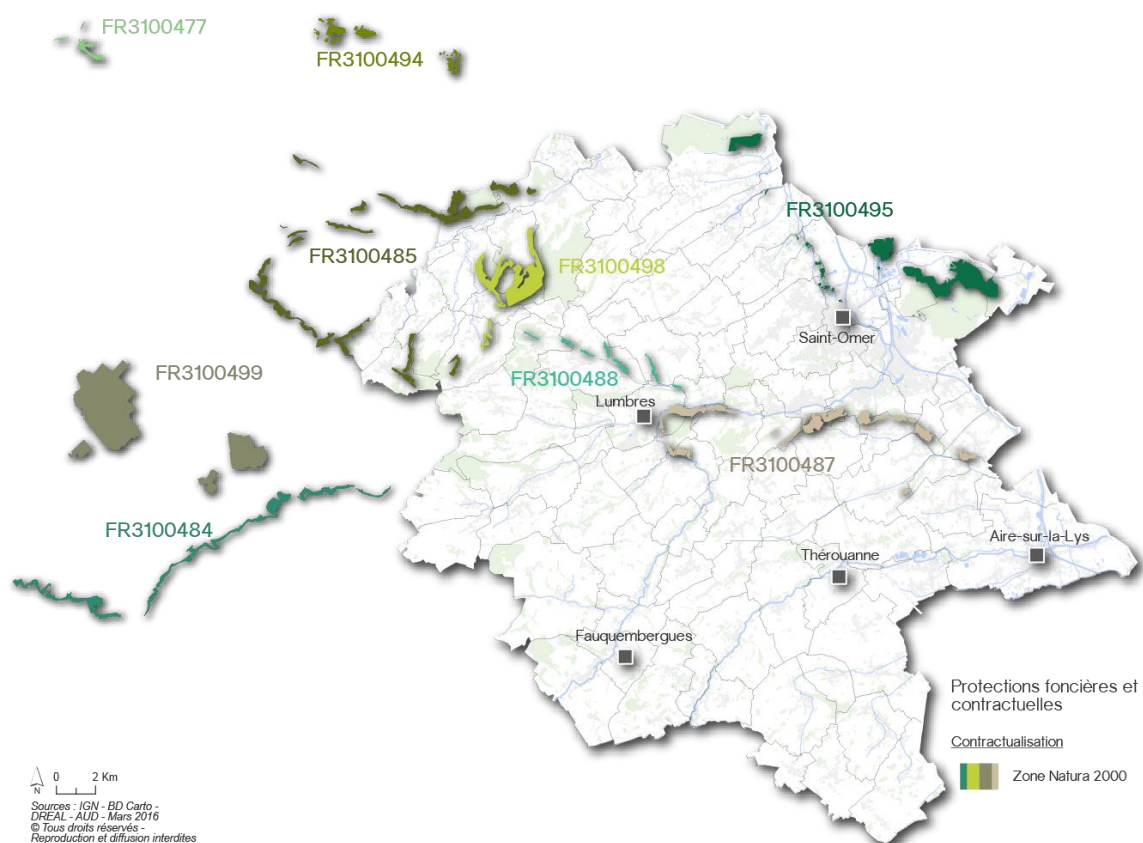 FR3100477
FR3100494
FR3100495
FR3100485
FR3100498
Saint-Omer
FR3100499
FR3100488
Lumbres
FR3100487
FR3100484
Aire-sur-la-Lys
Thérouanne
Fauquembergues
Protections foncières et
contractuelles
Contractualisation
Zone Natura 2000
N
0 2 Km
Sources : IGN - BD Carto -
DREAL - AUD - Mars 2016
© Tous droits réservés -
Reproduction et diffusion interdites